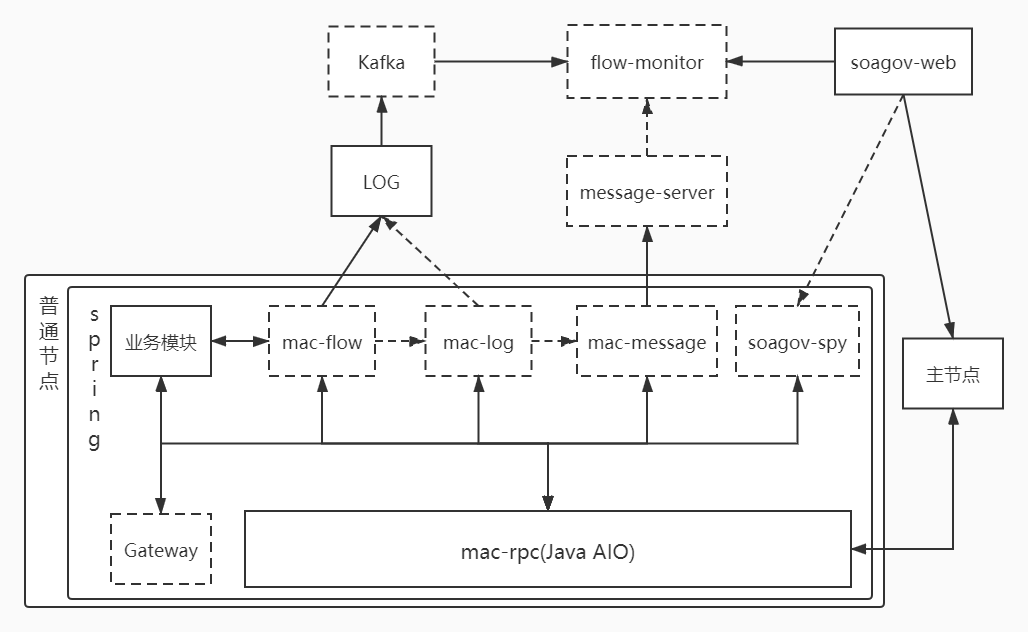 Kafka
flow-monitor
soagov-web
LOG
message-server
普通节点
spring
业务模块
mac-flow
mac-log
mac-message
soagov-spy
主节点
Gateway
mac-rpc(Java AIO)